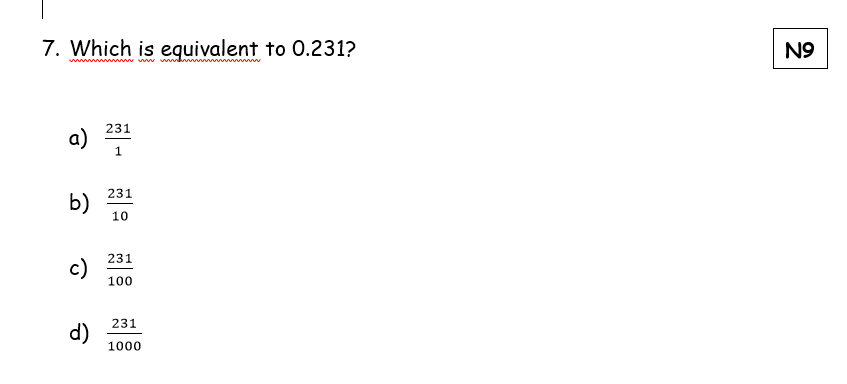 7. Which is equivalent to 0.231?
N9
a) 231/1
b) 231/10
c) 231/100
d) 231/1000